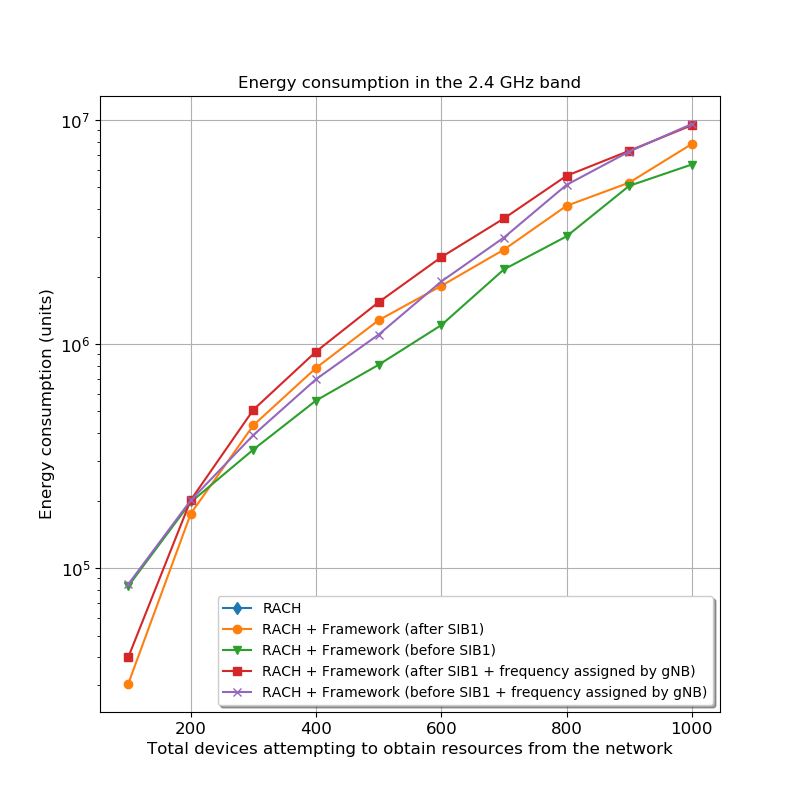 Energy consumption in the 2.4 GHz band
10^7
10^6
10^5
Energy consumption (units)
RACH
RACH + Framework (after SIB1)
RACH + Framework (before SIB1)
RACH + Framework (after SIB1 + frequency assigned by gNB)
RACH + Framework (before SIB1 + frequency assigned by gNB)
200 400 600 800 1000
Total devices attempting to obtain resources from the network